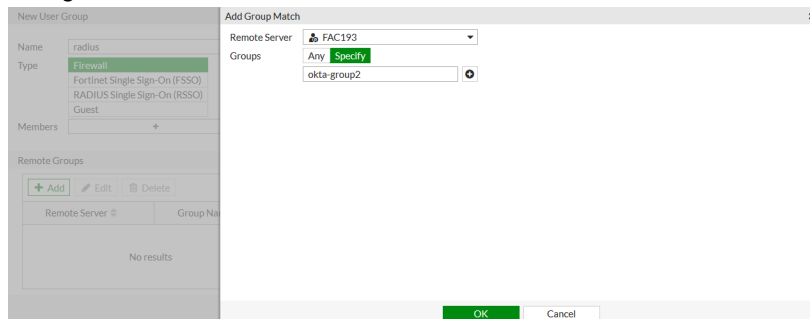 New User Group
Name radius
Type Firewall
Fortinet Single Sign-On (FSSO)
RADIUS Single Sign-On (RSSO)
Guest
Members +
Remote Groups
+ Add Edit Delete
Remote Server Group Na
No results
Add Group Match
Remote Server FAC193
Groups Any Specify
okta-group2
OK Cancel